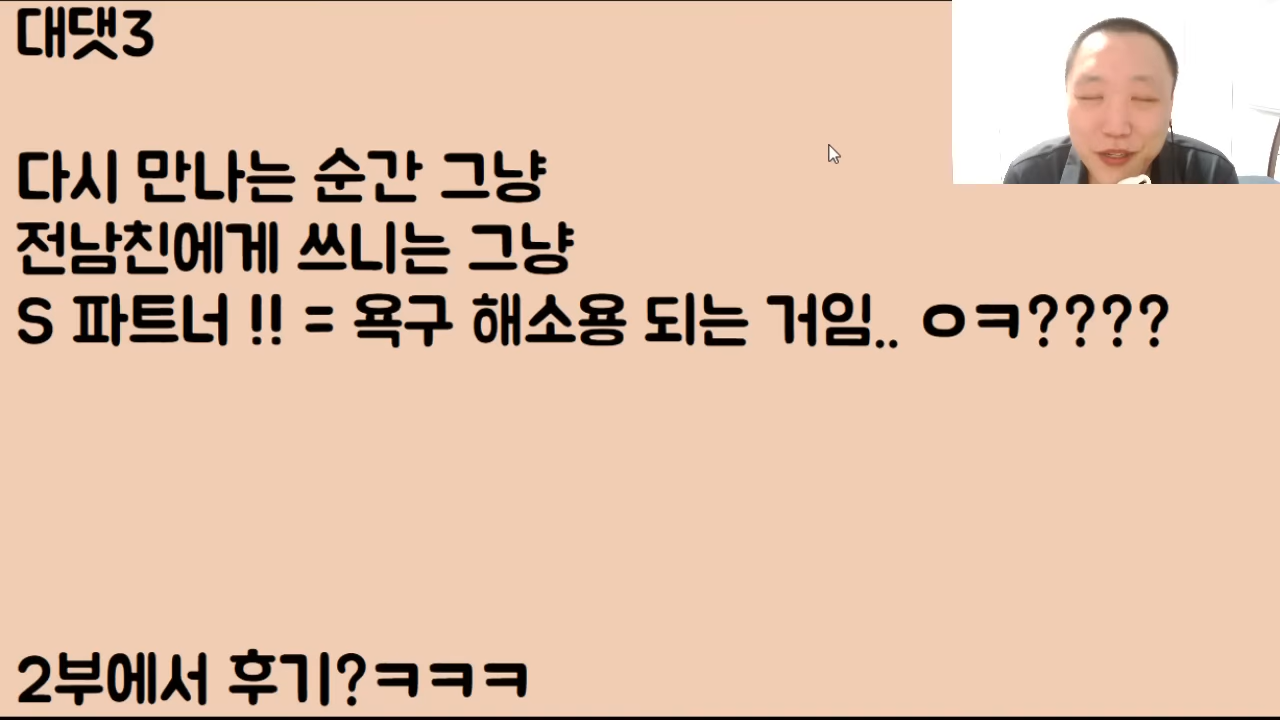 대댓3
다시 만나는 순간 그냥
전남친에게 쓰니는 그냥
S 파트너 !! = 욕구 해소용 되는 거임.. ㅇㅋ????
2부에서 후기?ㅋㅋㅋ